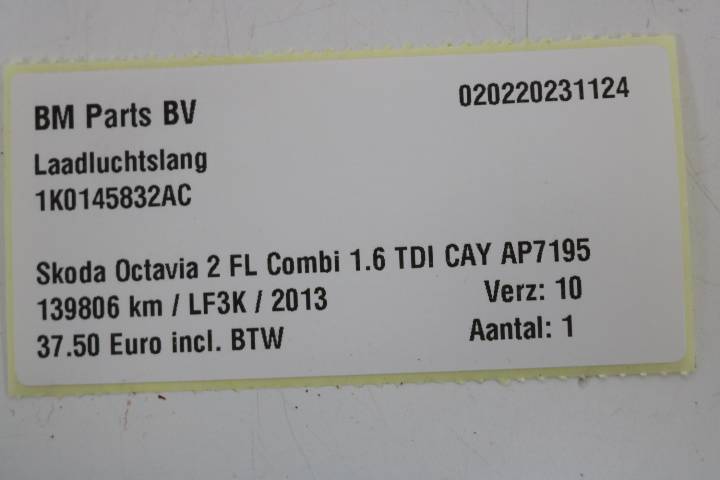 BM Parts BV
020220231124
Laadluchtslang
1K0145832AC
Skoda Octavia 2 FL Combi 1.6 TDI CAY AP7195
139806 km / LF3K / 2013
Verz: 10
37.50 Euro incl. BTW
Aantal: 1